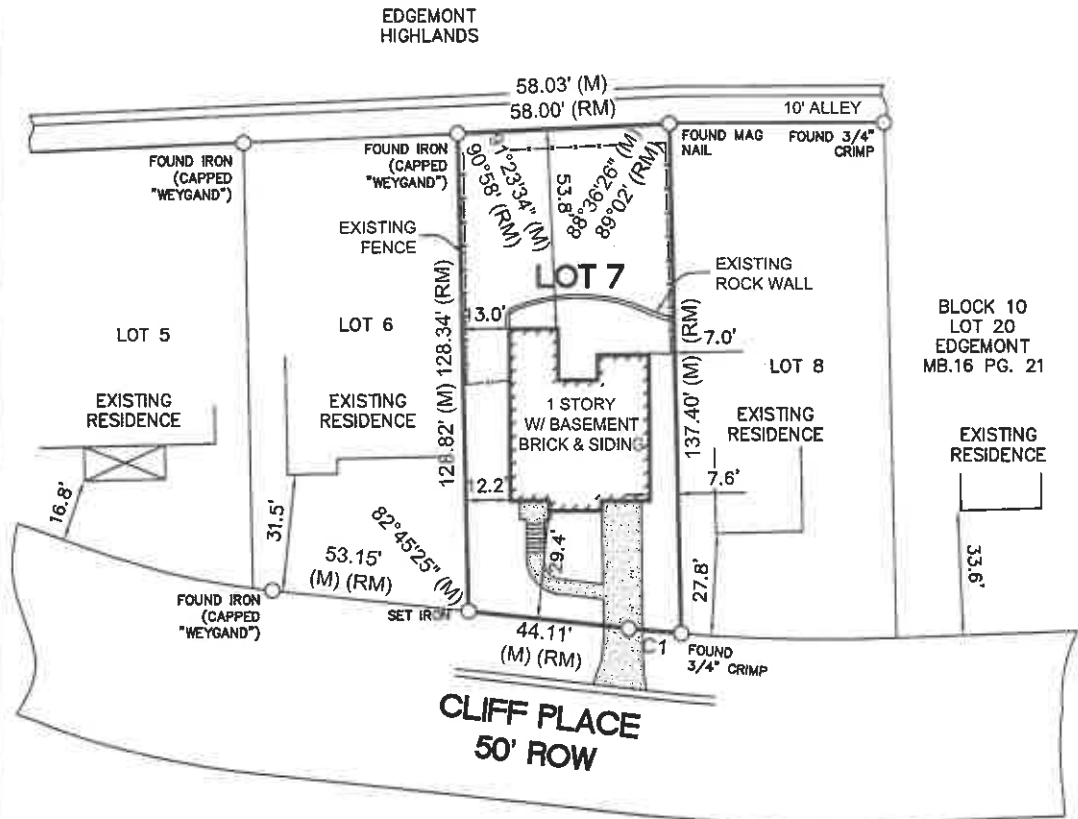 EDGEMONT
HIGHLANDS
58.03' (M)
58.00' (RM)
10' ALLEY
FOUND IRON
(CAPPED
"WEYGAND")
FOUND IRON
(CAPPED
"WEYGAND")
FOUND MAG
NAIL
FOUND 3/4"
CRIMP
1°23'34" (M)
90°58' (RM)
53.8'
88°36'26" (M)
89°02' (RM)
EXISTING
FENCE
LOT 7
EXISTING
ROCK WALL
LOT 5
LOT 6
128.82' (M) 128.34' (RM)
13.0'
7.0'
137.40' (M) (RM)
LOT 8
BLOCK 10
LOT 20
EDGEMONT
MB.16 PG. 21
EXISTING
RESIDENCE
EXISTING
RESIDENCE
1 STORY
W/ BASEMENT
BRICK & SIDING
EXISTING
RESIDENCE
EXISTING
RESIDENCE
16.8'
31.5'
12.2'
7.6'
82°45'25" (M)
29.4'
27.8'
33.6'
53.15'
(M) (RM)
FOUND IRON
(CAPPED
"WEYGAND")
SET IRON
44.11'
(M) (RM)
C1
FOUND
3/4" CRIMP
CLIFF PLACE
50' ROW